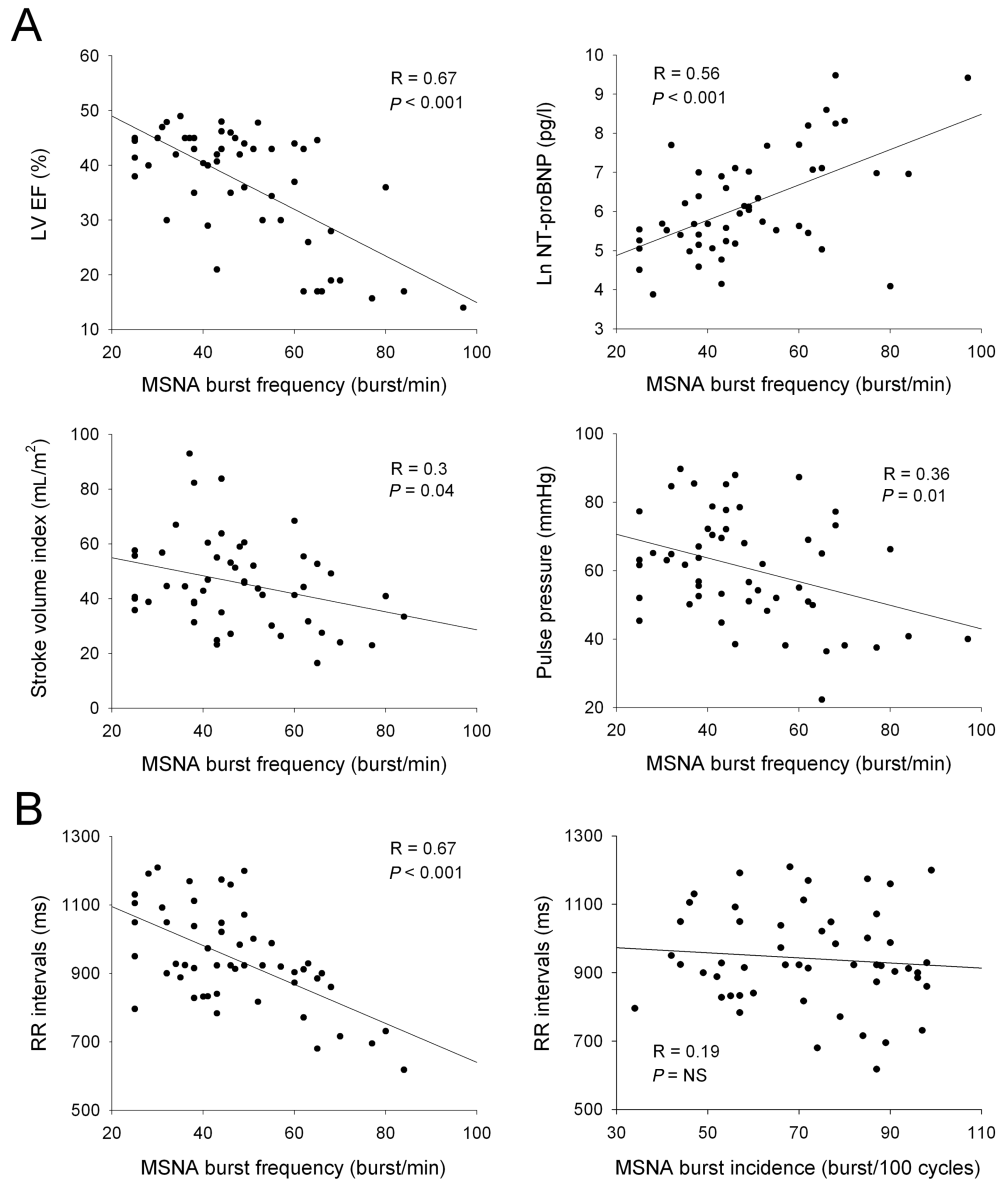 A
60
50
40
30
20
10
LV EF (%)
R = 0.67
P < 0.001
20 40 60 80 100
MSNA burst frequency (burst/min)
10
9
8
7
6
5
4
3
Ln NT-proBNP (pg/l)
R = 0.56
P < 0.001
20 40 60 80 100
MSNA burst frequency (burst/min)
100
80
60
40
20
0
Stroke volume index (mL/m²)
R = 0.3
P = 0.04
20 40 60 80 100
MSNA burst frequency (burst/min)
100
80
60
40
20
Pulse pressure (mmHg)
R = 0.36
P = 0.01
20 40 60 80 100
MSNA burst frequency (burst/min)
B
1300
1100
900
700
500
RR intervals (ms)
R = 0.67
P < 0.001
20 40 60 80 100
MSNA burst frequency (burst/min)
1300
1100
900
700
500
RR intervals (ms)
R = 0.19
P = NS
30 50 70 90 110
MSNA burst incidence (burst/100 cycles)